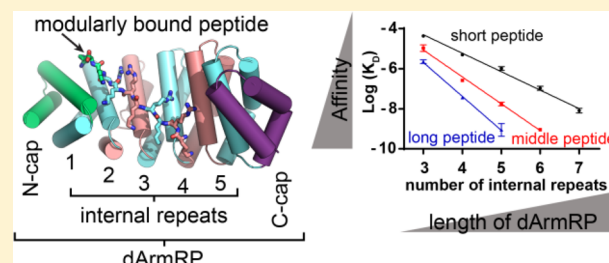 modularly bound peptide
N-cap
1 2 3 4 5
C-cap
internal repeats
dArmRP
Affinity
Log (KD)
-4
-6
-8
-10
short peptide
long peptide
middle peptide
3 4 5 6 7
number of internal repeats
length of dArmRP